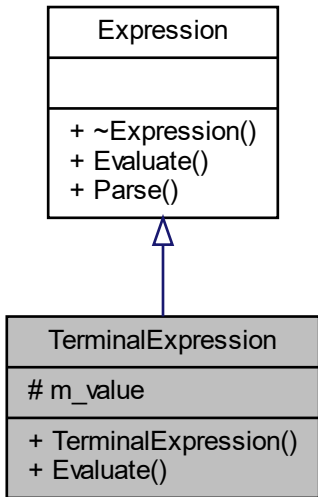 Expression
+ ~Expression()
+ Evaluate()
+ Parse()
TerminalExpression
# m_value
+ TerminalExpression()
+ Evaluate()